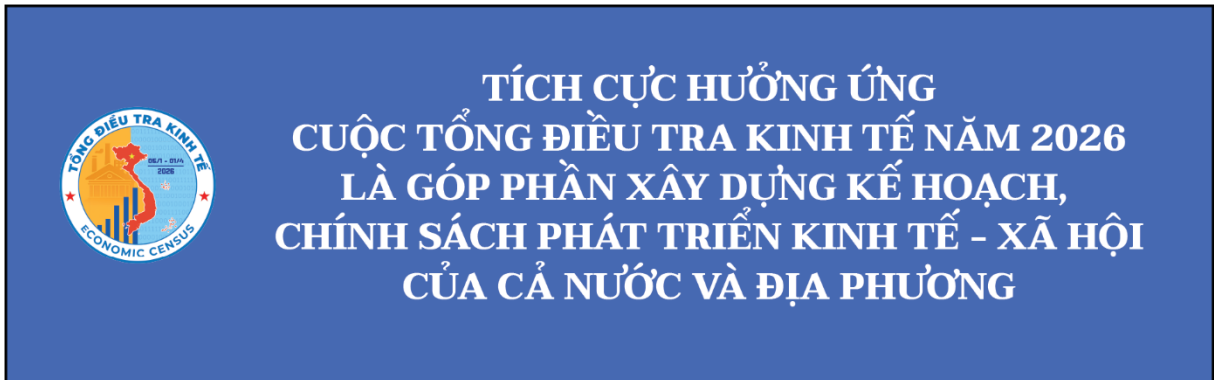 TỔNG ĐIỀU TRA KINH TẾ
05/1 - 01/4
2026
ECONOMIC CENSUS
TÍCH CỰC HƯỞNG ỨNG
CUỘC TỔNG ĐIỀU TRA KINH TẾ NĂM 2026
LÀ GÓP PHẦN XÂY DỰNG KẾ HOẠCH,
CHÍNH SÁCH PHÁT TRIỂN KINH TẾ – XÃ HỘI
CỦA CẢ NƯỚC VÀ ĐỊA PHƯƠNG